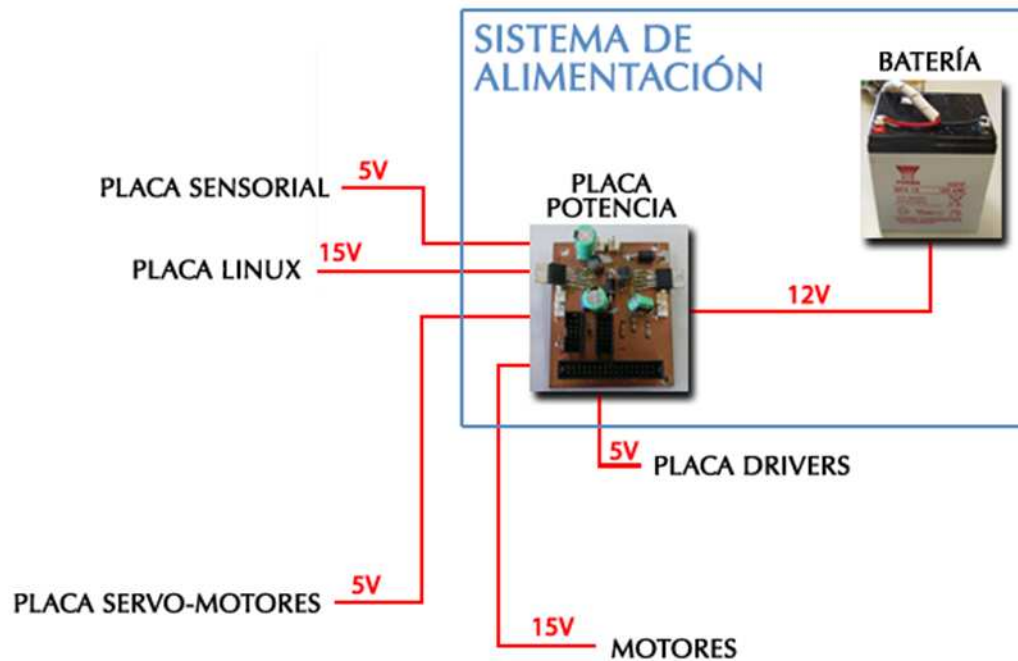 SISTEMA DE
ALIMENTACIÓN
BATERÍA
PLACA
POTENCIA
PLACA SENSORIAL
5V
15V
PLACA LINUX
12V
5V
PLACA DRIVERS
PLACA SERVO-MOTORES
5V
15V
MOTORES